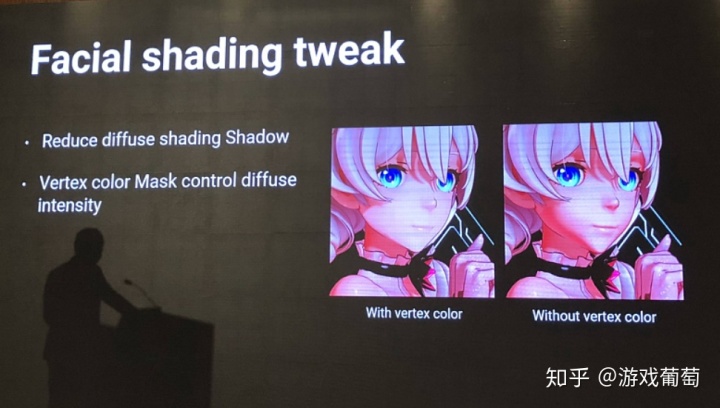 Facial shading tweak
• Reduce diffuse shading Shadow
• Vertex color Mask control diffuse
intensity
With vertex color
Without vertex color
知乎 @游戏葡萄